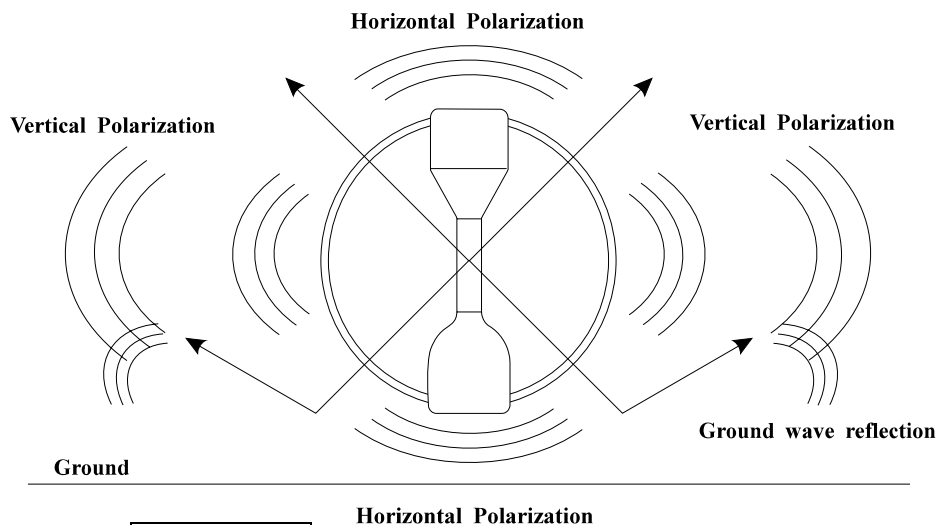 Horizontal Polarization
Vertical Polarization
Vertical Polarization
Ground wave reflection
Ground
Horizontal Polarization